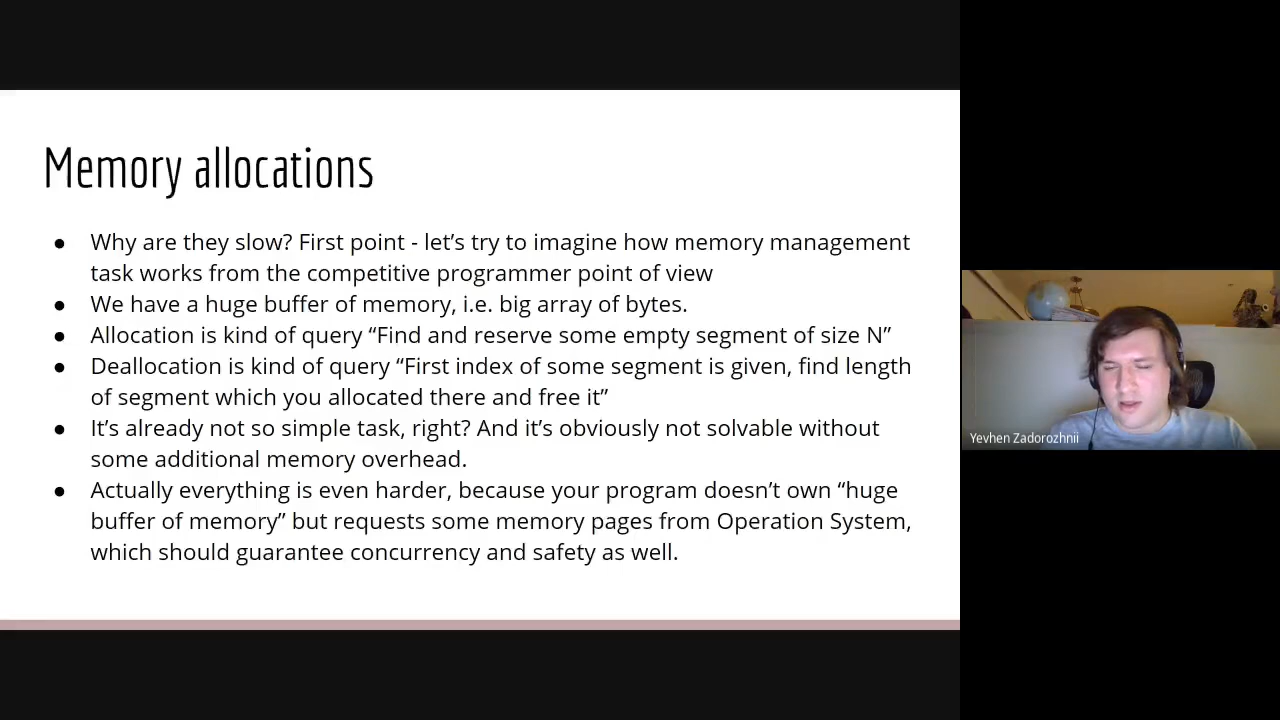 Memory allocations
● Why are they slow? First point - let’s try to imagine how memory management
task works from the competitive programmer point of view
● We have a huge buffer of memory, i.e. big array of bytes.
● Allocation is kind of query “Find and reserve some empty segment of size N”
● Deallocation is kind of query “First index of some segment is given, find length
of segment which you allocated there and free it”
● It’s already not so simple task, right? And it’s obviously not solvable without
some additional memory overhead.
● Actually everything is even harder, because your program doesn’t own “huge
buffer of memory” but requests some memory pages from Operation System,
which should guarantee concurrency and safety as well.
Yevhen Zadorozhnii